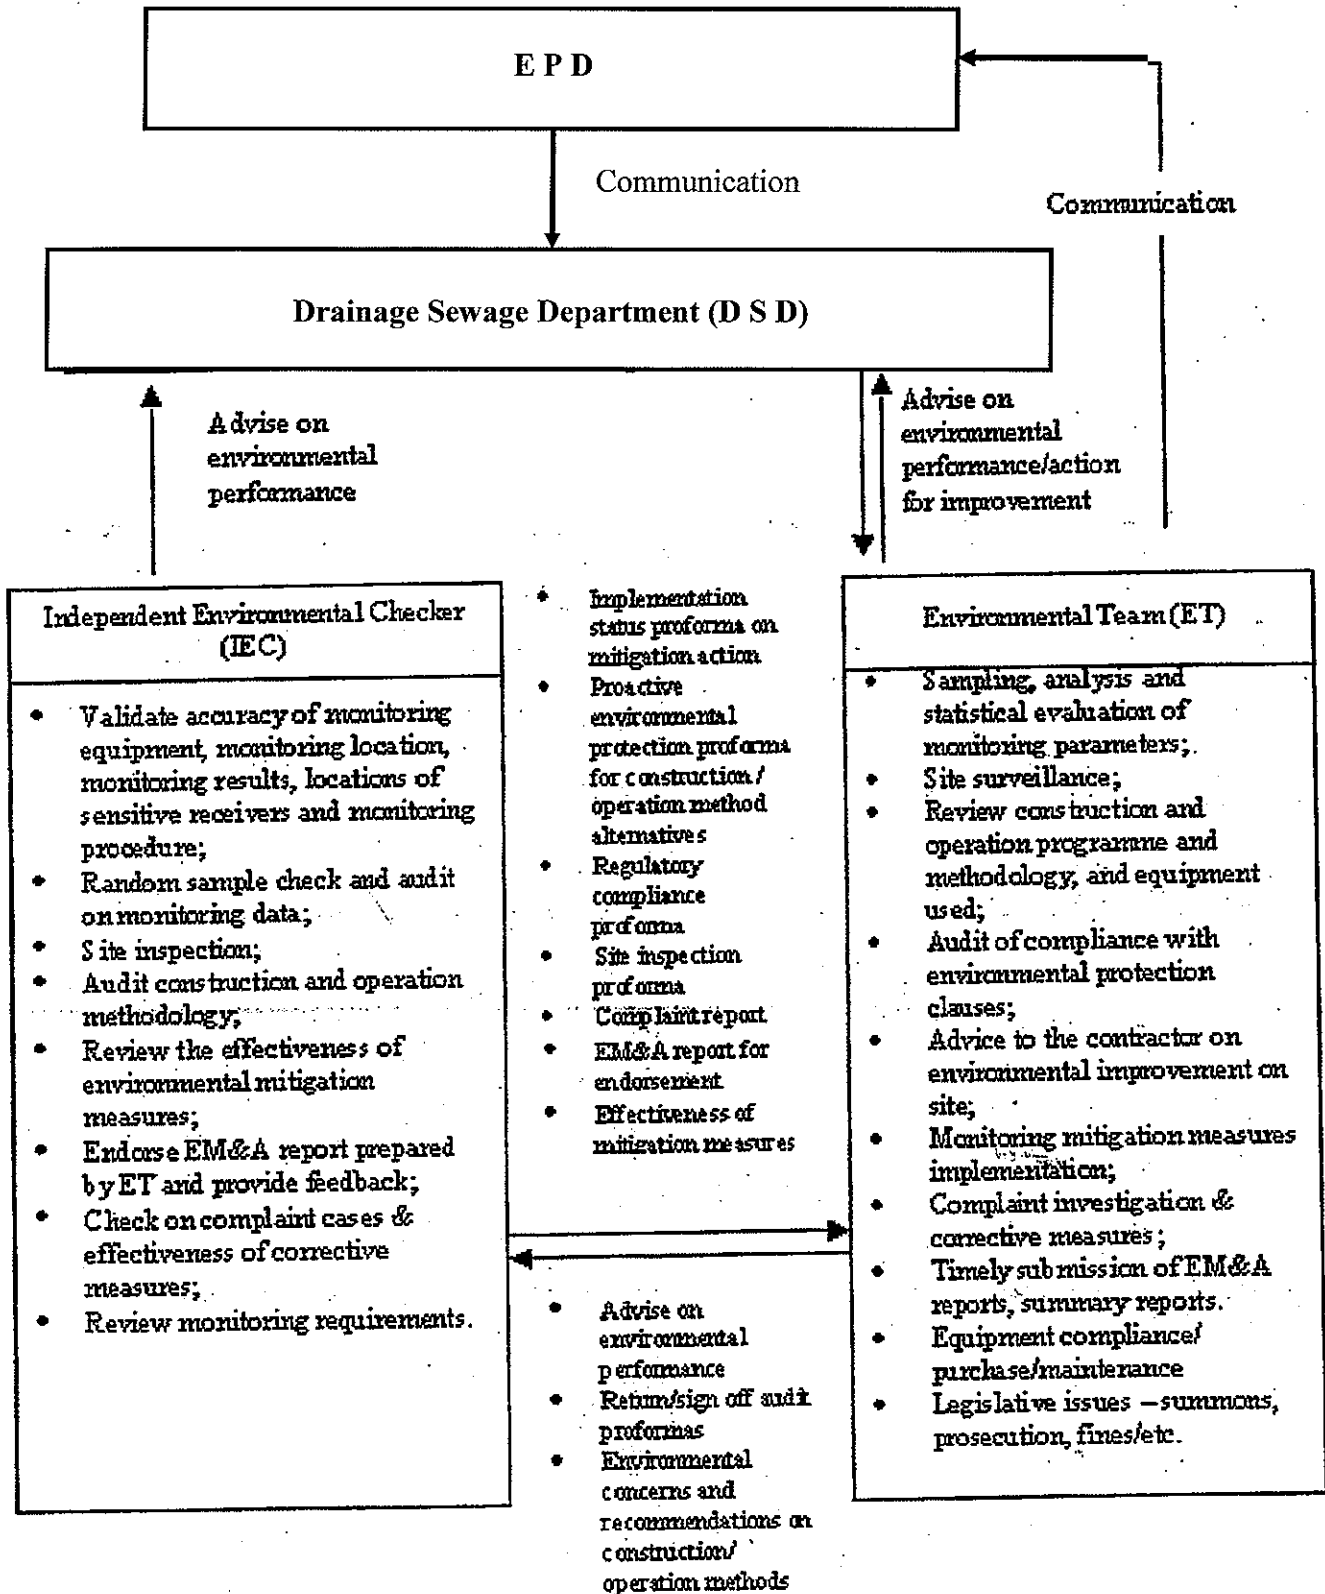 E P D
Communication
Communication
Drainage Sewage Department (D S D)
Advise on
environmental
performance
Advise on
environmental
performance/action
for improvement
Independent Environmental Checker
(IEC)
• Validate accuracy of monitoring
equipment, monitoring location,
monitoring results, locations of
sensitive receivers and monitoring
procedure;
• Random sample check and audit
on monitoring data;
• Site inspection;
• Audit construction and operation
methodology;
• Review the effectiveness of
environmental mitigation
measures;
• Endorse EM&A report prepared
by ET and provide feedback;
• Check on complaint cases &
effectiveness of corrective
measures;
• Review monitoring requirements.
• Implementation
status proforma on
mitigation action
• Proactive
environmental
protection proforma
for construction/
operation method
alternatives
• Regulatory
compliance
proforma
• Site inspection
proforma
• Complaint report
• EM&A report for
endorsement
• Effectiveness of
mitigation measures
• Advise on
environmental
performance
• Return/sign off audit
proformas
• Environmental
concerns and
recommendations on
construction/
operation methods
Environmental Team (ET)
• Sampling, analysis and
statistical evaluation of
monitoring parameters;
• Site surveillance;
• Review construction and
operation programme and
methodology, and equipment
used;
• Audit of compliance with
environmental protection
clauses;
• Advice to the contractor on
environmental improvement on
site;
• Monitoring mitigation measures
implementation;
• Complaint investigation &
corrective measures;
• Timely submission of EM&A
reports, summary reports.
• Equipment compliance/
purchase/maintenance
• Legislative issues – summons,
prosecution, fines/etc.